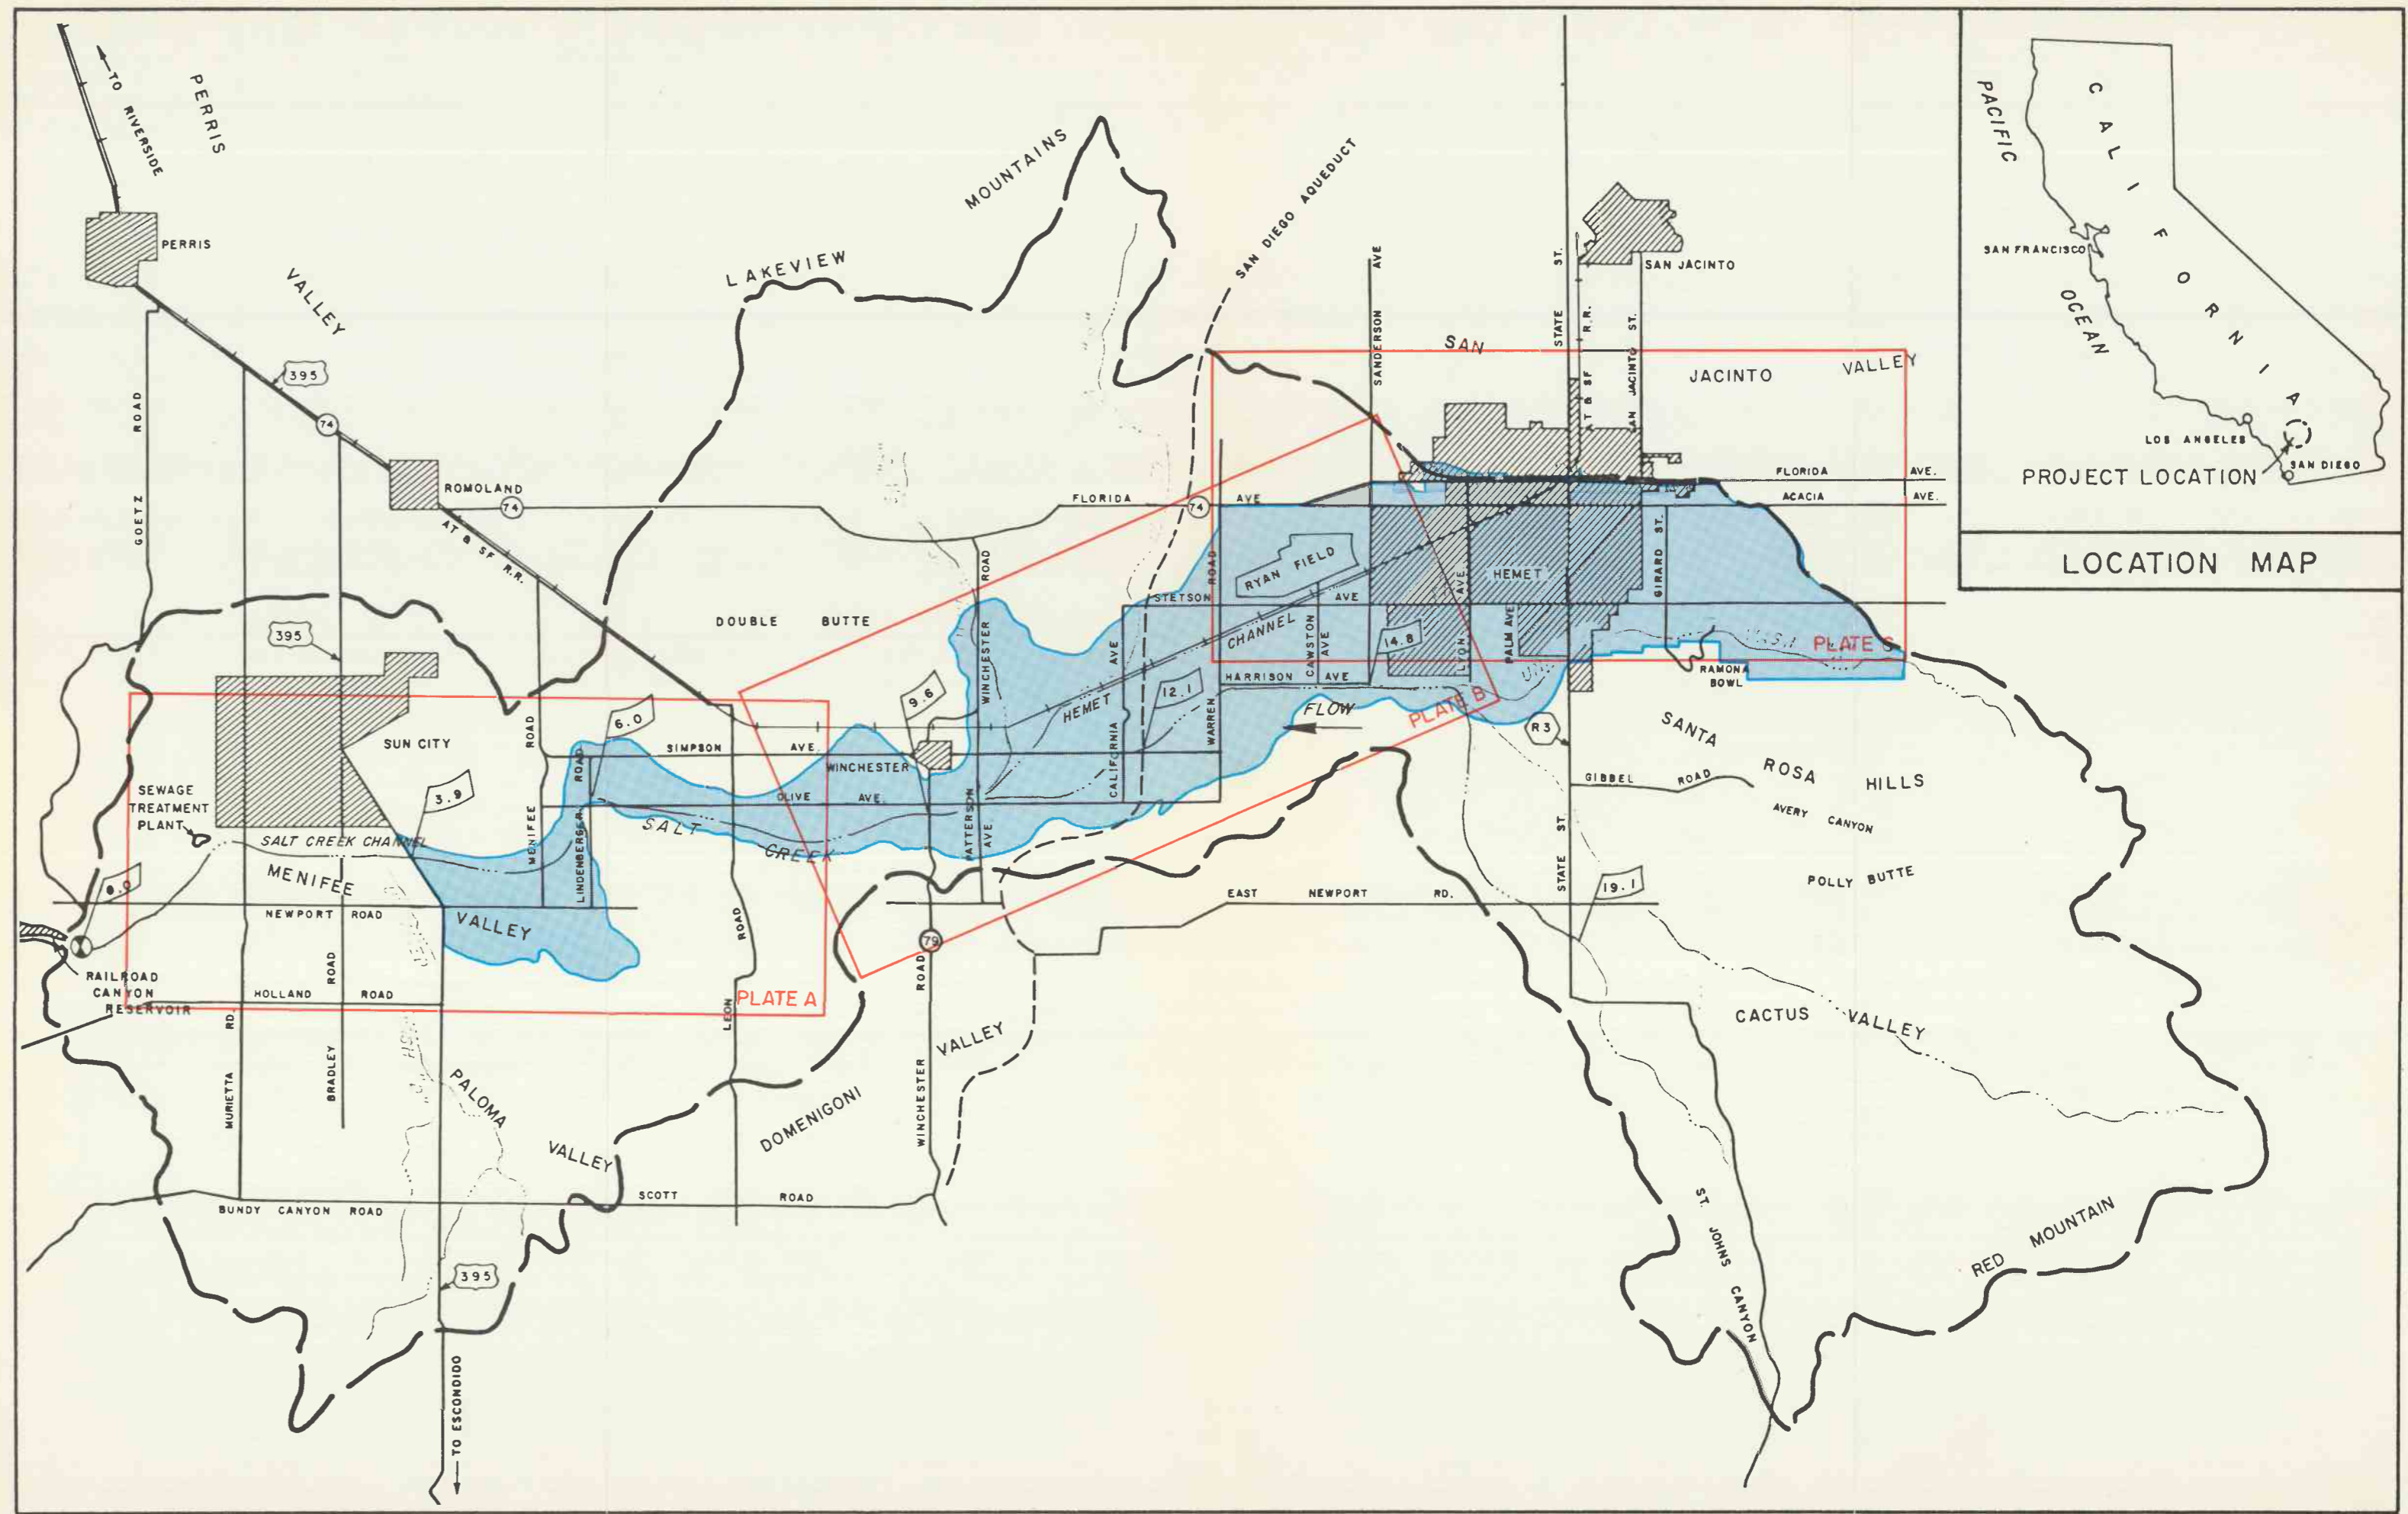 TO RIVERSIDE
PERRIS
VALLEY
PERRIS
395
74
GOETZ ROAD
ROMOLAND
74
AT & SF R.R.
LAKEVIEW
MOUNTAINS
SAN DIEGO AQUEDUCT
SANDERSON AVE
STATE ST.
AT & SF R.R.
SAN JACINTO ST.
SAN JACINTO
SAN
JACINTO
VALLEY
FLORIDA
74
AVE
FLORIDA AVE.
ACACIA AVE.
RYAN FIELD
HEMET
GIRARD ST.
STETSON AVE
CHANNEL
HEMET
CAWSTON AVE
14.8
LYON AVE
PALM AVE
PLATE C
RAMONA
BOWL
HARRISON AVE
DOUBLE BUTTE
WINCHESTER ROAD
CALIFORNIA AVE
WARREN ROAD
12.1
9.6
6.0
FLOW
PLATE B
R3
395
SUN CITY
MENIFEE ROAD
SIMPSON AVE.
WINCHESTER
OLIVE AVE.
LINDENBERGER ROAD
3.9
SEWAGE
TREATMENT
PLANT
SALT CREEK CHANNEL
SALT
CREEK
PATTERSON AVE
MENIFEE
VALLEY
NEWPORT ROAD
RAILROAD
CANYON
RESERVOIR
HOLLAND ROAD
MURIETTA RD.
BRADLEY ROAD
LEON ROAD
PLATE A
79
WINCHESTER ROAD
EAST NEWPORT RD.
SANTA
ROSA
HILLS
GIBBEL ROAD
AVERY CANYON
POLLY BUTTE
STATE ST.
19.1
CACTUS VALLEY
PALOMA
VALLEY
DOMENIGONI
VALLEY
BUNDY CANYON ROAD
SCOTT ROAD
395
TO ESCONDIDO
ST. JOHNS CANYON
RED MOUNTAIN
PACIFIC
OCEAN
CALIFORNIA
SAN FRANCISCO
LOS ANGELES
SAN DIEGO
PROJECT LOCATION
LOCATION MAP